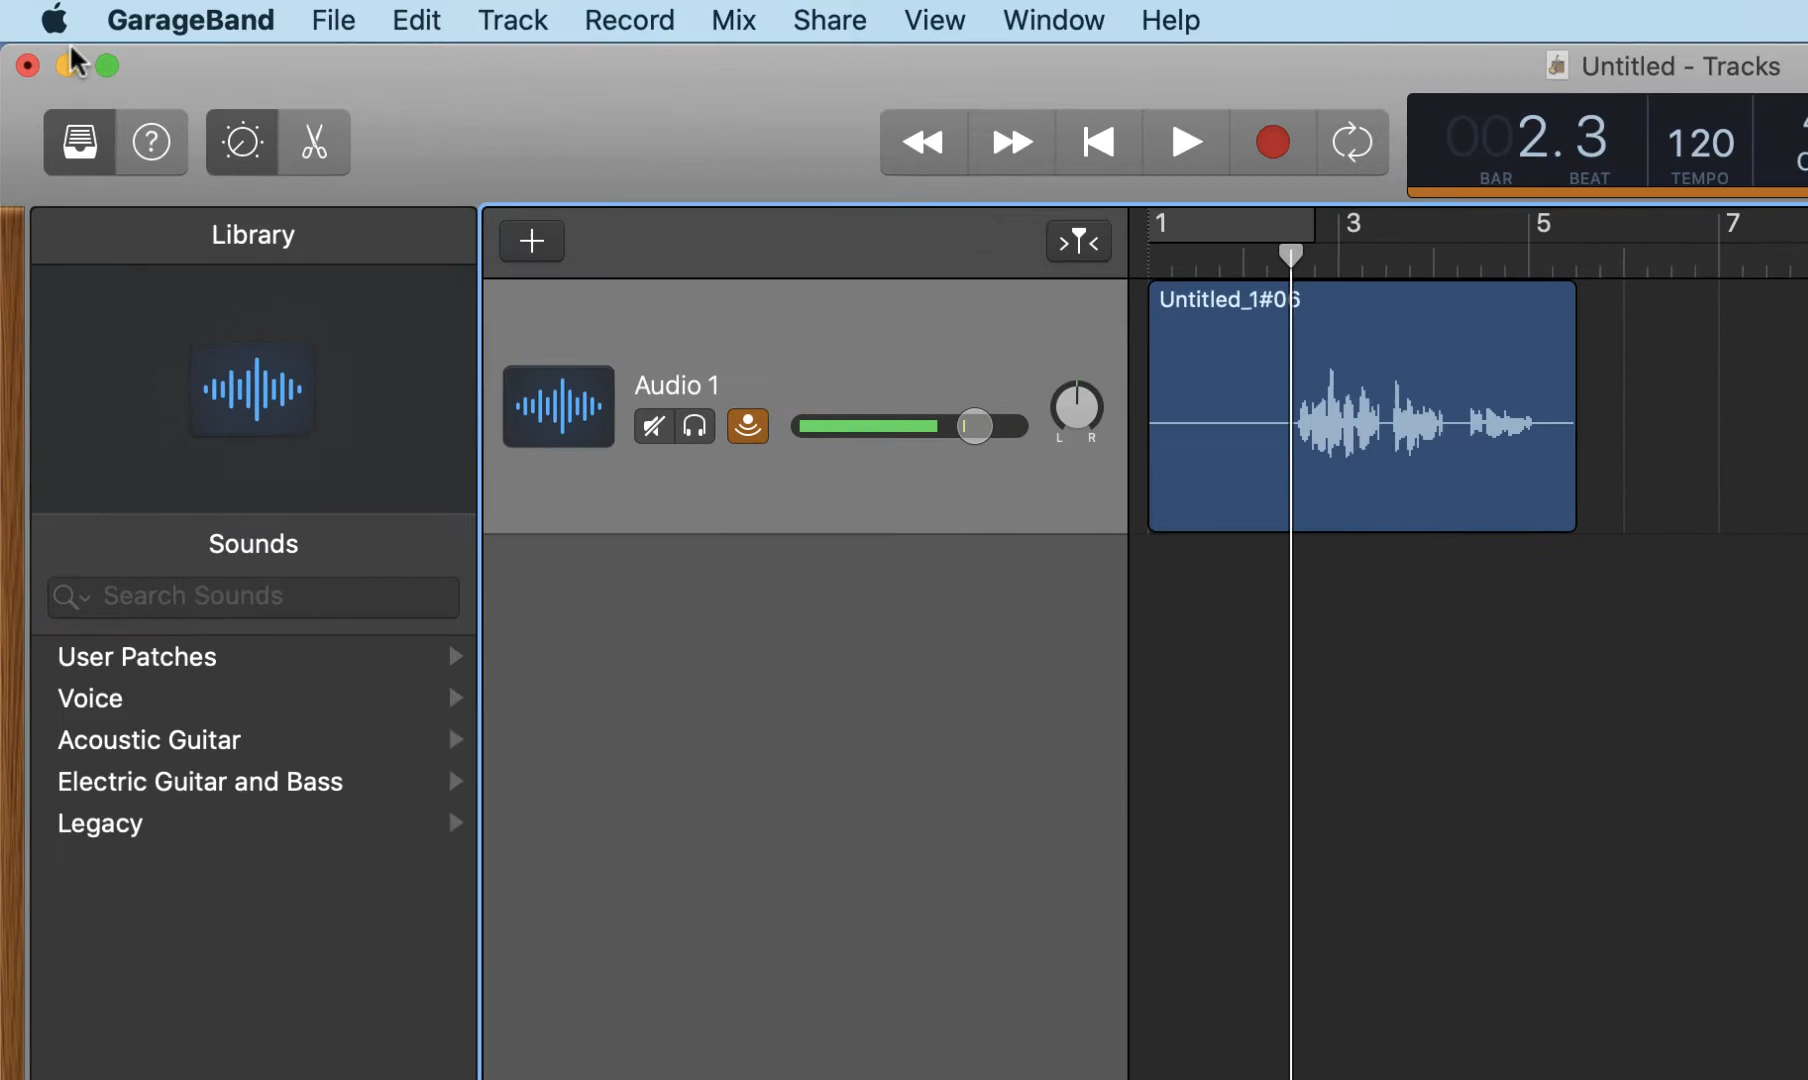 GarageBand File Edit Track Record Mix Share View Window Help
Untitled - Tracks
002.3 120
BAR BEAT TEMPO
Library
1 3 5 7
Untitled_1#06
Audio 1
L R
Sounds
Search Sounds
User Patches
Voice
Acoustic Guitar
Electric Guitar and Bass
Legacy